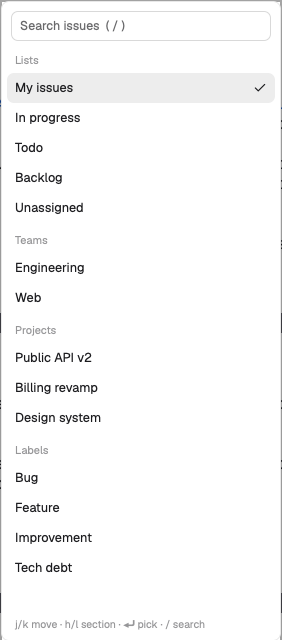 Search issues ( / )
Lists
My issues
In progress
Todo
Backlog
Unassigned
Teams
Engineering
Web
Projects
Public API v2
Billing revamp
Design system
Labels
Bug
Feature
Improvement
Tech debt
j/k move · h/l section · ↵ pick · / search